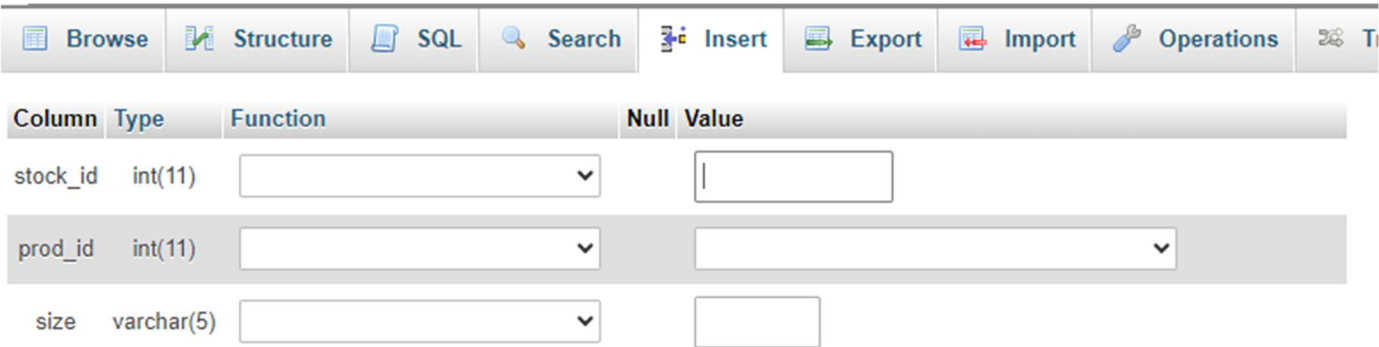 Browse Structure SQL Search Insert Export Import Operations
Column Type Function Null Value
stock_id int(11)
prod_id int(11)
size varchar(5)